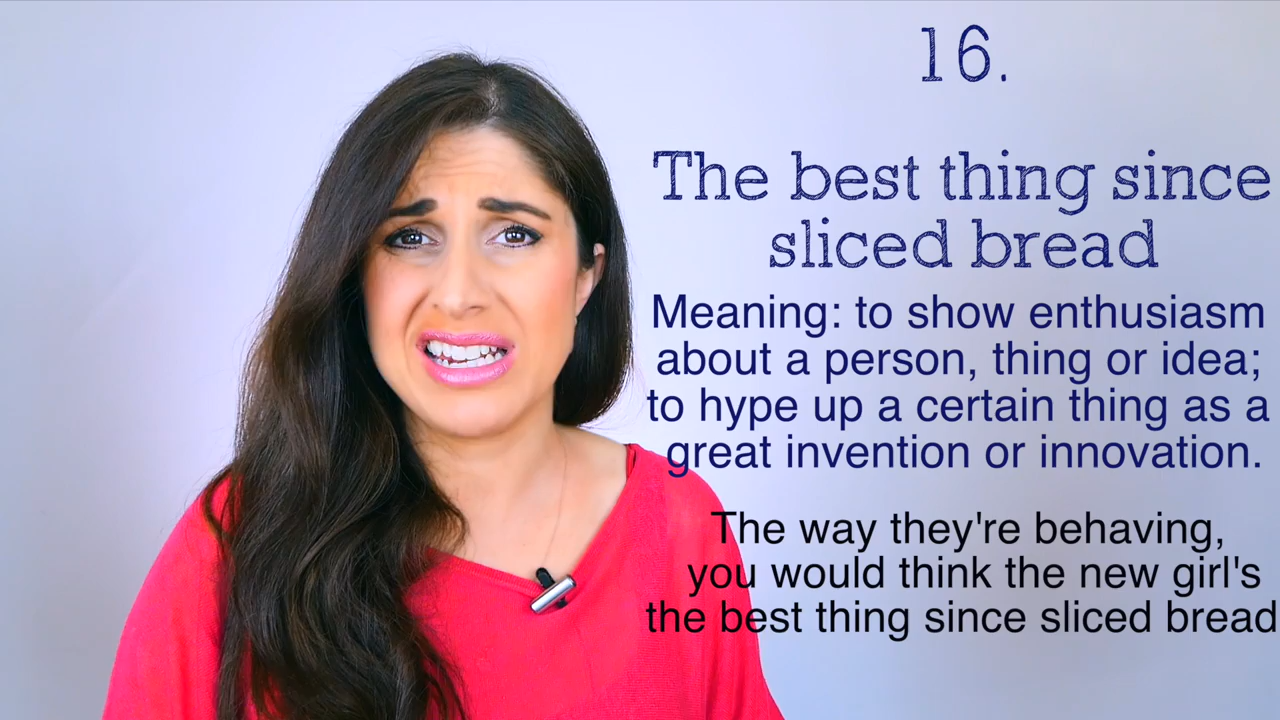 16.
The best thing since
sliced bread
Meaning: to show enthusiasm
about a person, thing or idea;
to hype up a certain thing as a
great invention or innovation.
The way they're behaving,
you would think the new girl's
the best thing since sliced bread